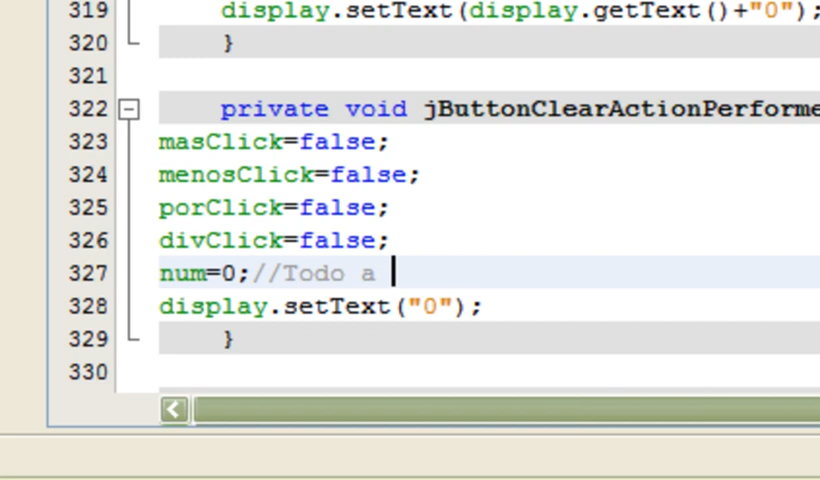 319 display.setText(display.getText()+"0");
320 }
321
322 private void jButtonClearActionPerforme
323 masClick=false;
324 menosClick=false;
325 porClick=false;
326 divClick=false;
327 num=0;//Todo a
328 display.setText("0");
329 }
330